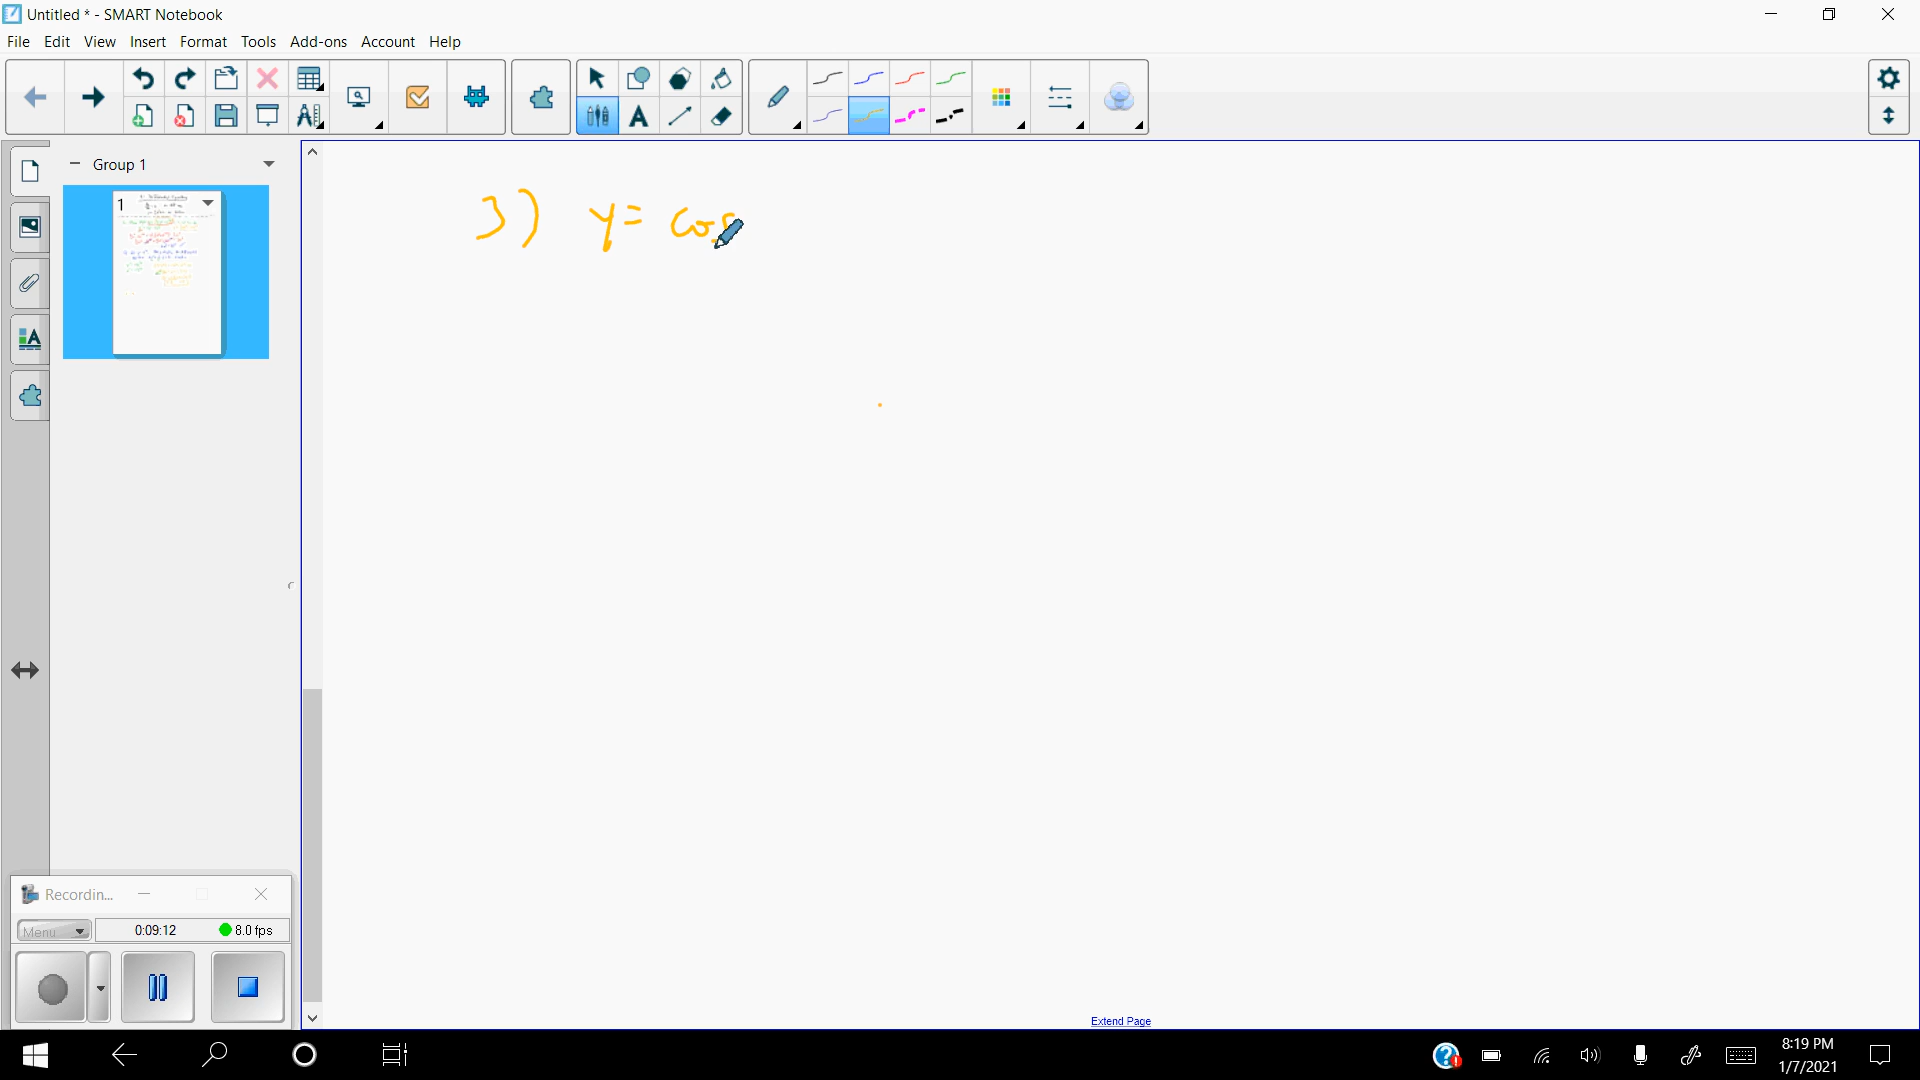 Untitled * - SMART Notebook
File Edit View Insert Format Tools Add-ons Account Help
Group 1
1
3) y= cos
Recordin...
Menu 0:09:12 8.0 fps
Extend Page
8:19 PM
1/7/2021